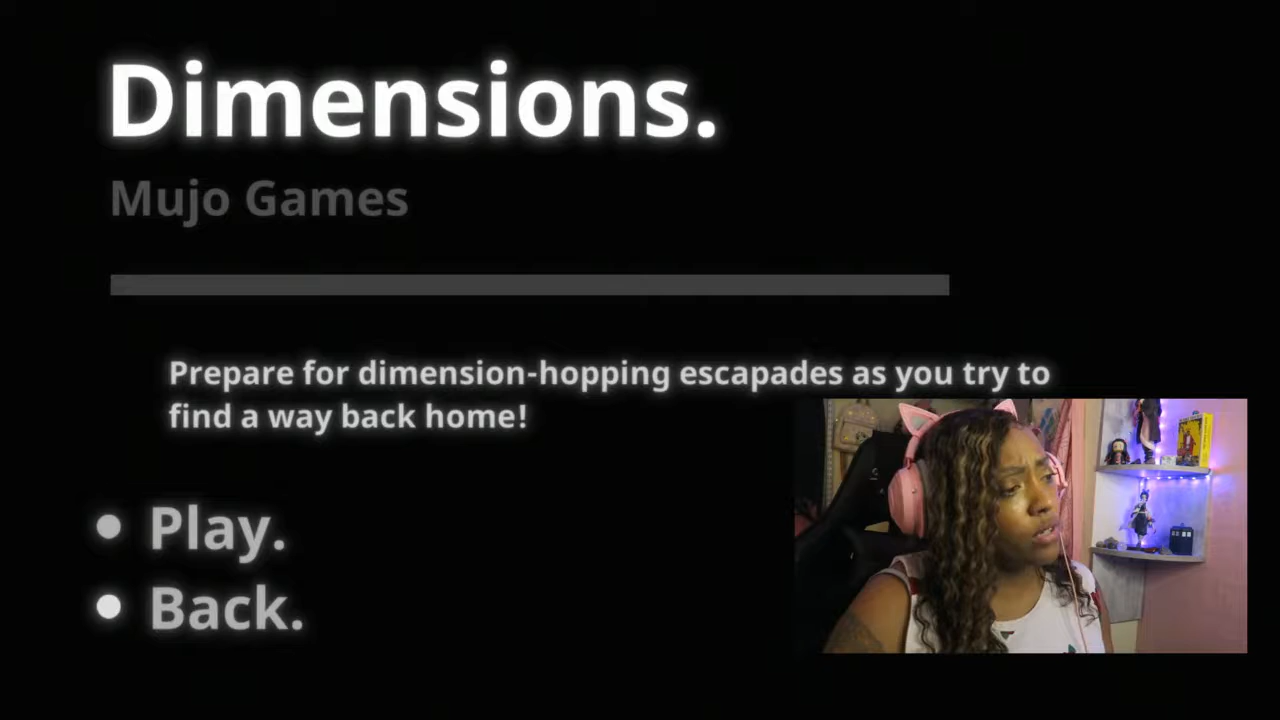 Dimensions.
Mujo Games
Prepare for dimension-hopping escapades as you try to
find a way back home!
Play.
Back.